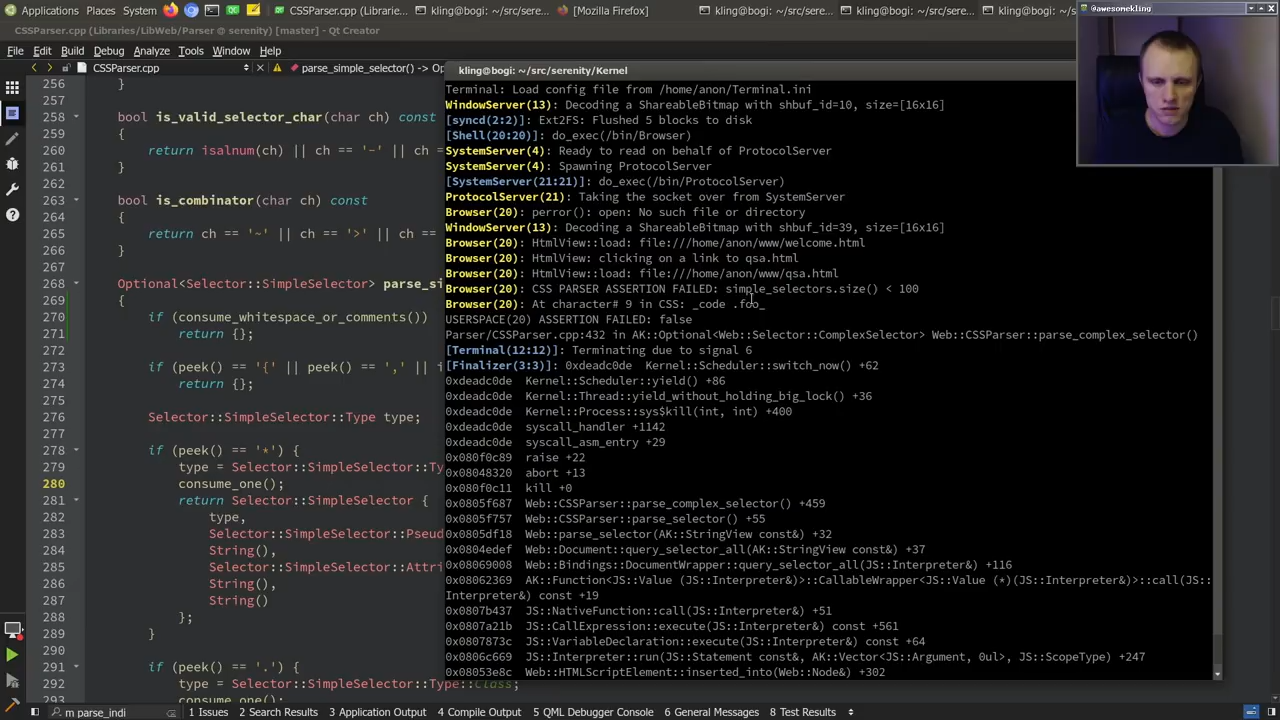 Applications
Places
System
CSSParser.cpp (Librarie...
kling@bogi: ~/src/sere...
[Mozilla Firefox]
kling@bogi: ~/src/sere...
kling@bogi: ~/src/sere...
kling@bogi: ~/src/
@awesomekling
CSSParser.cpp (Libraries/LibWeb/Parser @ serenity) [master] - Qt Creator
File Edit Build Debug Analyze Tools Window Help
CSSParser.cpp
parse_simple_selector() -> Op
256 }
257
258 bool is_valid_selector_char(char ch) const
259 {
260 return isalnum(ch) || ch == '-' || ch =
261 }
262
263 bool is_combinator(char ch) const
264 {
265 return ch == '~' || ch == '>' || ch ==
266 }
267
268 Optional<Selector::SimpleSelector> parse_si
269 {
270 if (consume_whitespace_or_comments())
271 return {};
272
273 if (peek() == '{' || peek() == ',' || i
274 return {};
275
276 Selector::SimpleSelector::Type type;
277
278 if (peek() == '*') {
279 type = Selector::SimpleSelector::Ty
280 consume_one();
281 return Selector::SimpleSelector {
282 type,
283 Selector::SimpleSelector::Pseud
284 String(),
285 Selector::SimpleSelector::Attri
286 String(),
287 String()
288 };
289 }
290
291 if (peek() == '.') {
292 type = Selector::SimpleSelector::Type::Class;
293 consume_one();
kling@bogi: ~/src/serenity/Kernel
Terminal: Load config file from /home/anon/Terminal.ini
WindowServer(13): Decoding a ShareableBitmap with shbuf_id=10, size=[16x16]
[syncd(2:2)]: Ext2FS: Flushed 5 blocks to disk
[Shell(20:20)]: do_exec(/bin/Browser)
SystemServer(4): Ready to read on behalf of ProtocolServer
SystemServer(4): Spawning ProtocolServer
[SystemServer(21:21)]: do_exec(/bin/ProtocolServer)
ProtocolServer(21): Taking the socket over from SystemServer
Browser(20): perror(): open: No such file or directory
WindowServer(13): Decoding a ShareableBitmap with shbuf_id=39, size=[16x16]
Browser(20): HtmlView::load: file:///home/anon/www/welcome.html
Browser(20): HtmlView: clicking on a link to qsa.html
Browser(20): HtmlView::load: file:///home/anon/www/qsa.html
Browser(20): CSS PARSER ASSERTION FAILED: simple_selectors.size() < 100
Browser(20): At character# 9 in CSS: _code .foo_
USERSPACE(20) ASSERTION FAILED: false
Parser/CSSParser.cpp:432 in AK::Optional<Web::Selector::ComplexSelector> Web::CSSParser::parse_complex_selector()
[Terminal(12:12)]: Terminating due to signal 6
[Finalizer(3:3)]: 0xdeadc0de Kernel::Scheduler::switch_now() +62
0xdeadc0de Kernel::Scheduler::yield() +86
0xdeadc0de Kernel::Thread::yield_without_holding_big_lock() +36
0xdeadc0de Kernel::Process::sys$kill(int, int) +400
0xdeadc0de syscall_handler +1142
0xdeadc0de syscall_asm_entry +29
0x080f0c89 raise +22
0x08048320 abort +13
0x080f0c11 kill +0
0x0805f687 Web::CSSParser::parse_complex_selector() +459
0x0805f757 Web::CSSParser::parse_selector() +55
0x0805df18 Web::parse_selector(AK::StringView const&) +32
0x0804edef Web::Document::query_selector_all(AK::StringView const&) +37
0x08069008 Web::Bindings::DocumentWrapper::query_selector_all(JS::Interpreter&) +116
0x08062369 AK::Function<JS::Value (JS::Interpreter&)>::CallableWrapper<JS::Value (*)(JS::Interpreter&)>::call(JS::
Interpreter&) const +19
0x0807b437 JS::NativeFunction::call(JS::Interpreter&) +51
0x0807a21b JS::CallExpression::execute(JS::Interpreter&) const +561
0x0807873c JS::VariableDeclaration::execute(JS::Interpreter&) const +64
0x0806c669 JS::Interpreter::run(JS::Statement const&, AK::Vector<JS::Argument, 0ul>, JS::ScopeType) +247
0x08053e8c Web::HTMLScriptElement::inserted_into(Web::Node&) +302
m parse_indi
1 Issues
2 Search Results
3 Application Output
4 Compile Output
5 QML Debugger Console
6 General Messages
8 Test Results